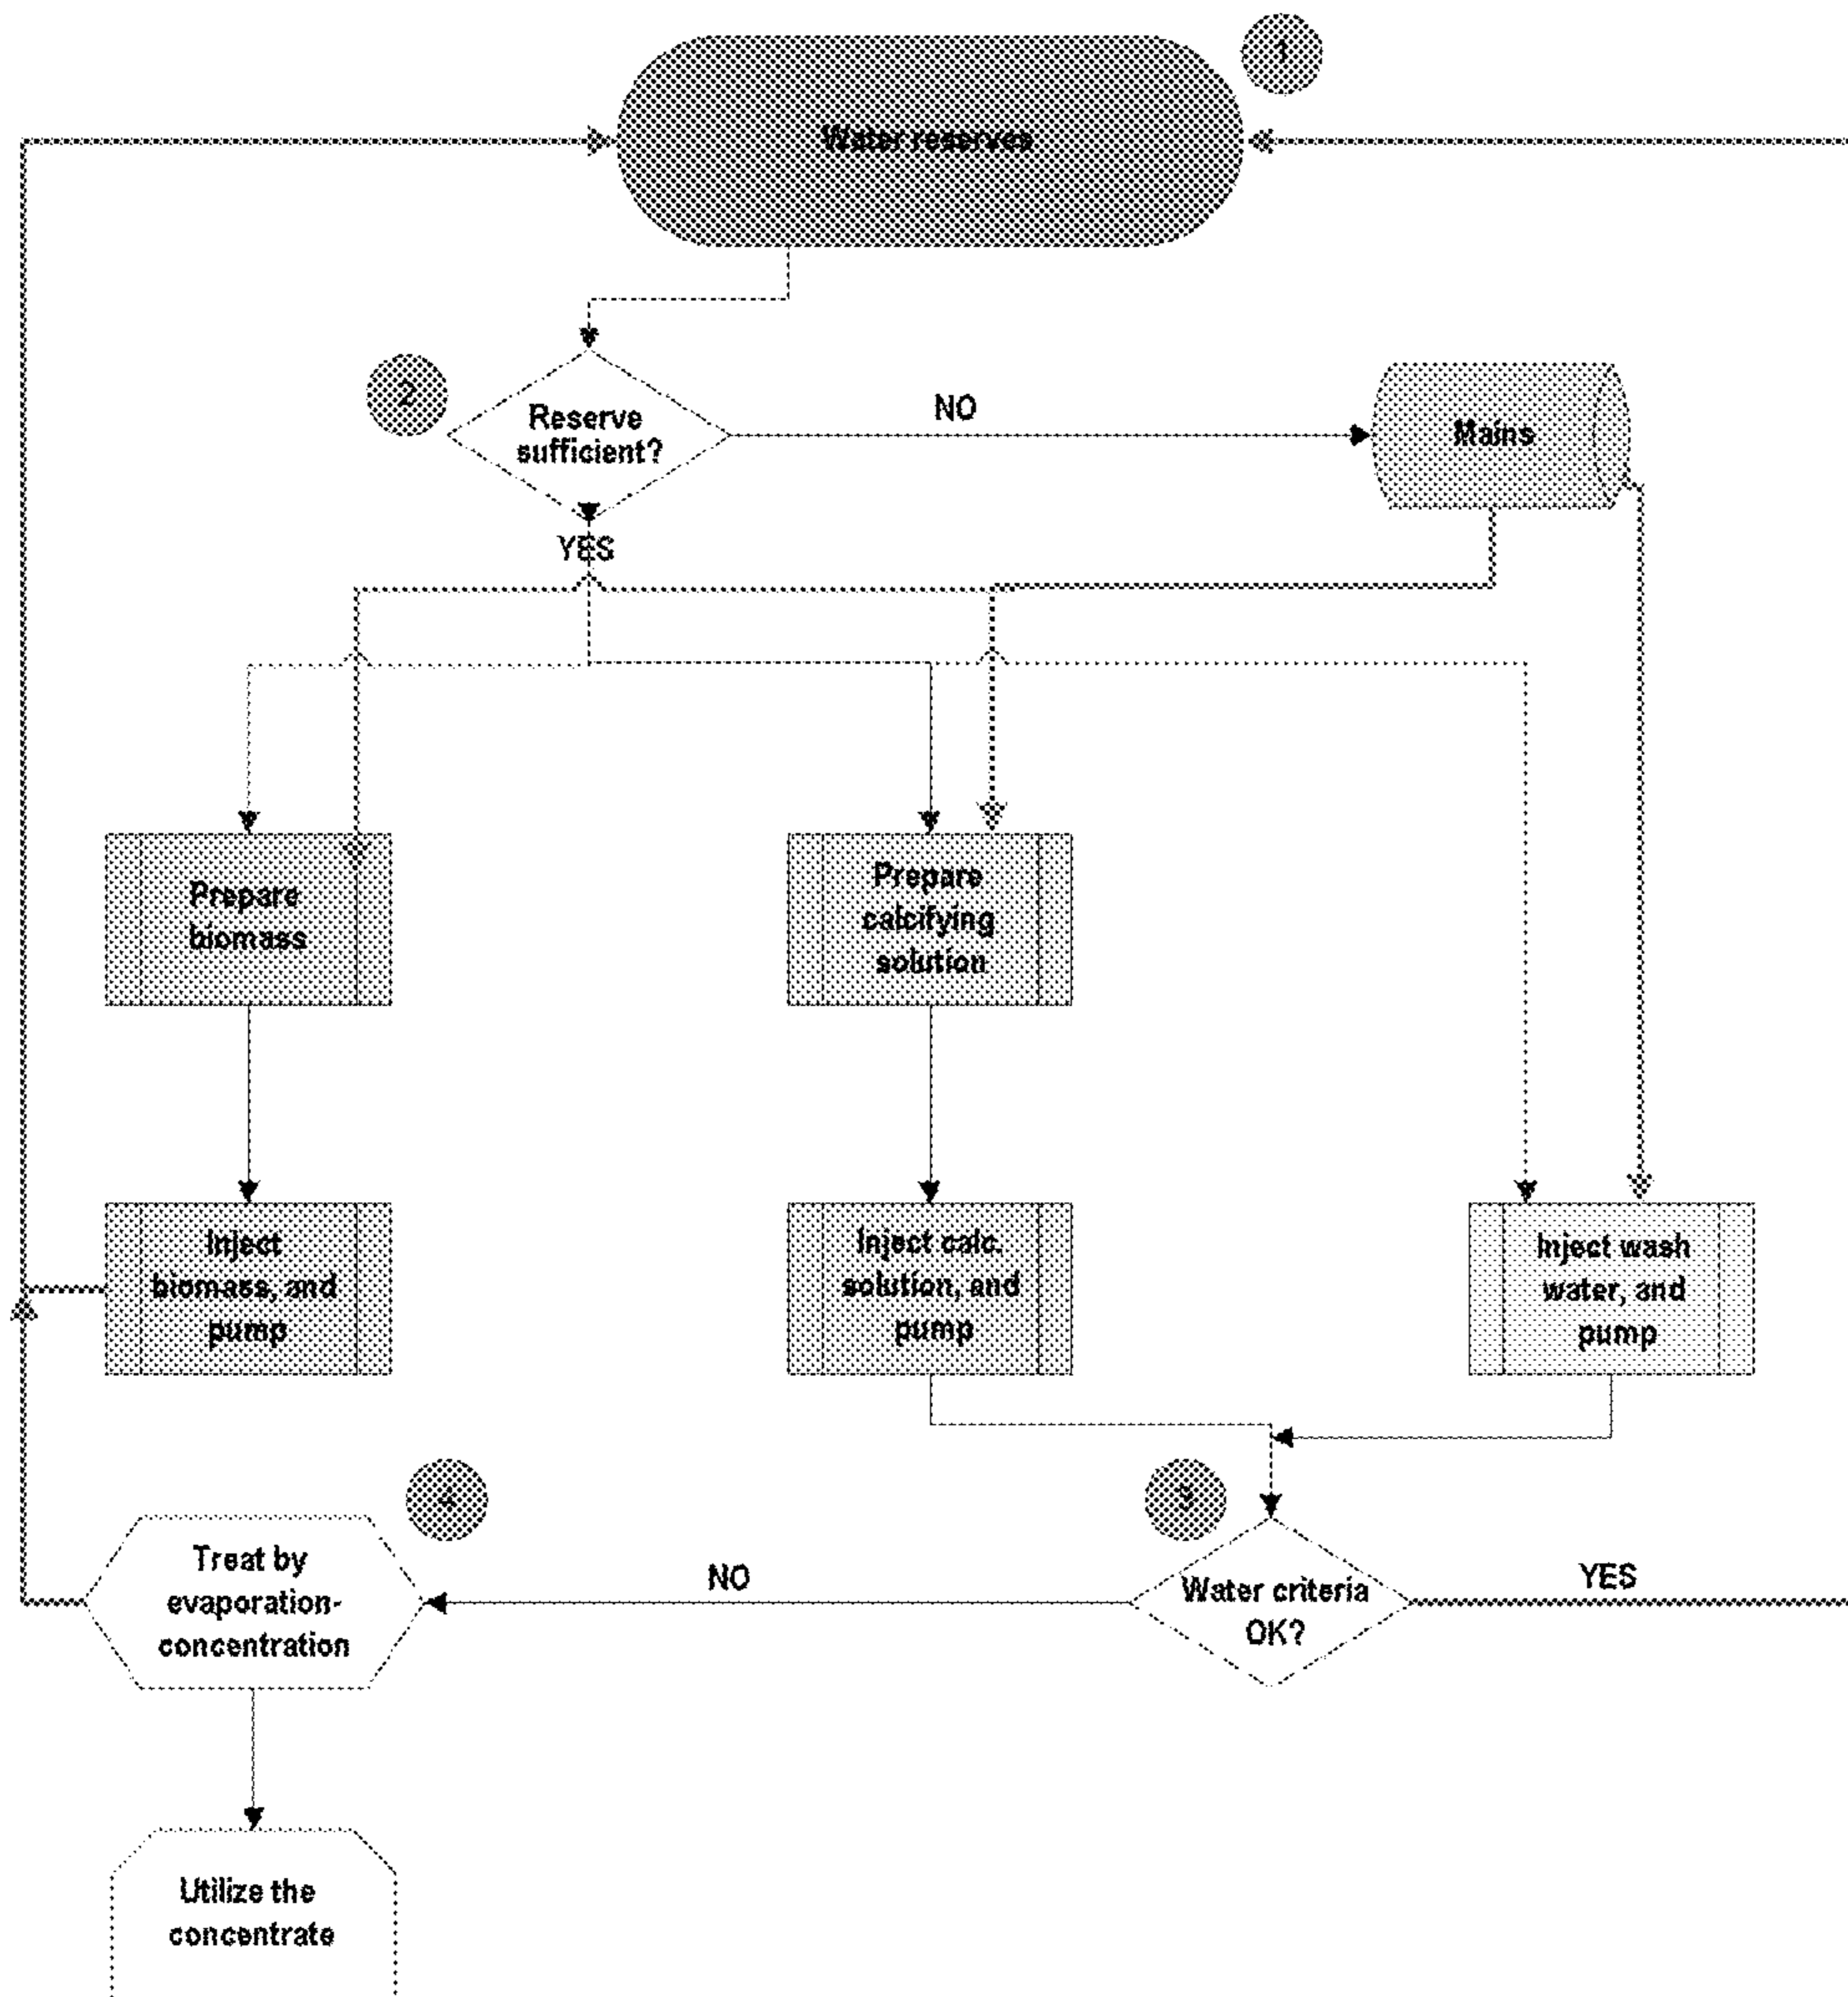 1
Water reserves
2
Reserve
sufficient?
NO
Mains
YES
Prepare
biomass
Prepare
calcifying
solution
Inject
biomass, and
pump
Inject calc.
solution, and
pump
Inject wash
water, and
pump
4
3
Treat by
evaporation-
concentration
NO
Water criteria
OK?
YES
Utilize the
concentrate